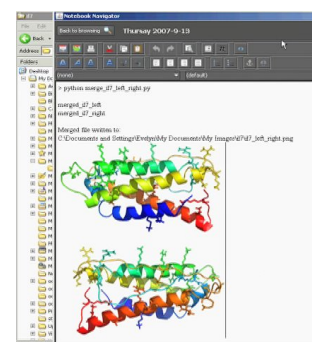 Notebook Navigator
File Edit
Back
Back to browsing
Thursay 2007-9-13
Address
Folders
(none)
(default)
Desktop
> python merge_d7_left_right.py
merged_d7_left
merged_d7_right
Merged file written to:
C:\Documents and Settings\Evelyn\My Documents\My Images\d7\d7_left_right.png